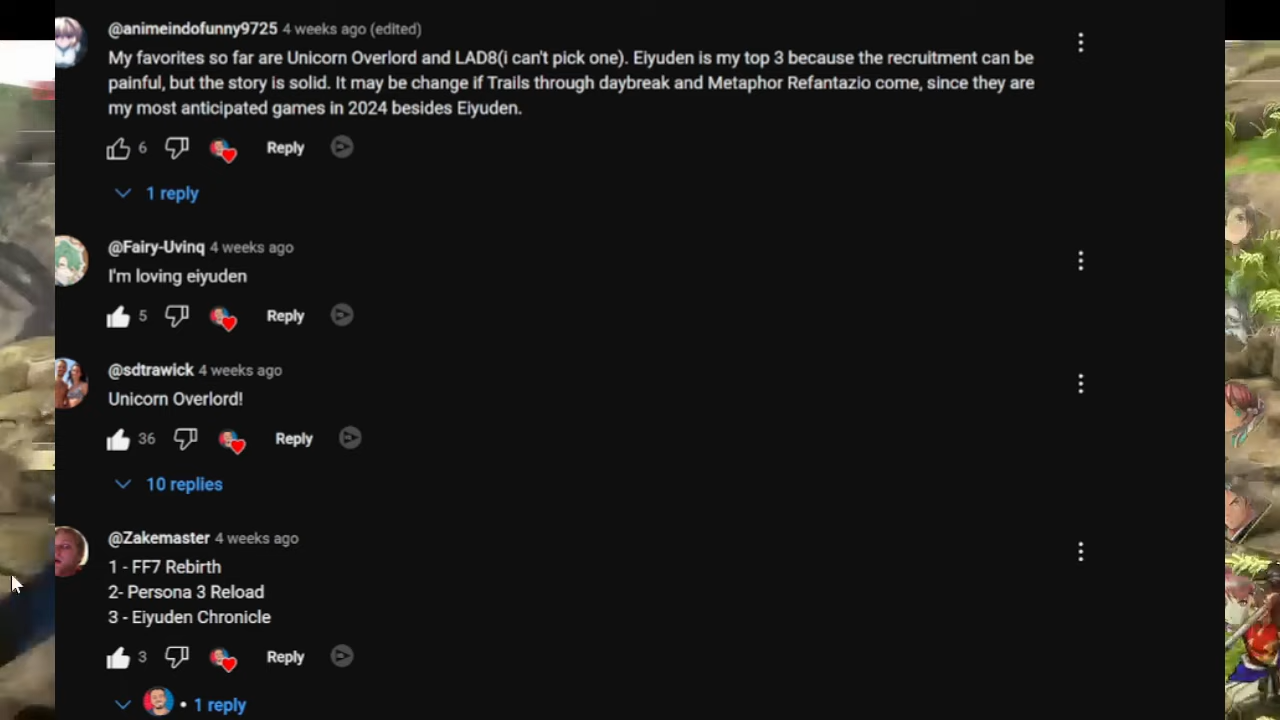 @animeindofunny9725 4 weeks ago (edited)
My favorites so far are Unicorn Overlord and LAD8(i can't pick one). Eiyuden is my top 3 because the recruitment can be
painful, but the story is solid. It may be change if Trails through daybreak and Metaphor Refantazio come, since they are
my most anticipated games in 2024 besides Eiyuden.
6 Reply
1 reply
@Fairy-Uvinq 4 weeks ago
I'm loving eiyuden
5 Reply
@sdtrawick 4 weeks ago
Unicorn Overlord!
36 Reply
10 replies
@Zakemaster 4 weeks ago
1 - FF7 Rebirth
2- Persona 3 Reload
3 - Eiyuden Chronicle
3 Reply
• 1 reply